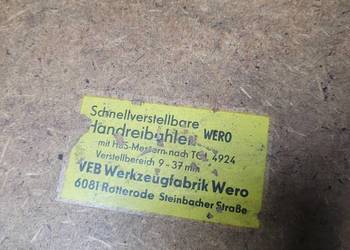 Schnellverstellbare
Handreibahlen WERO
mit HSS-Messern nach TGL 4924
Verstellbereich 9-37 mm
VEB Werkzeugfabrik Wero
6081 Rotterode Steinbacher Straße